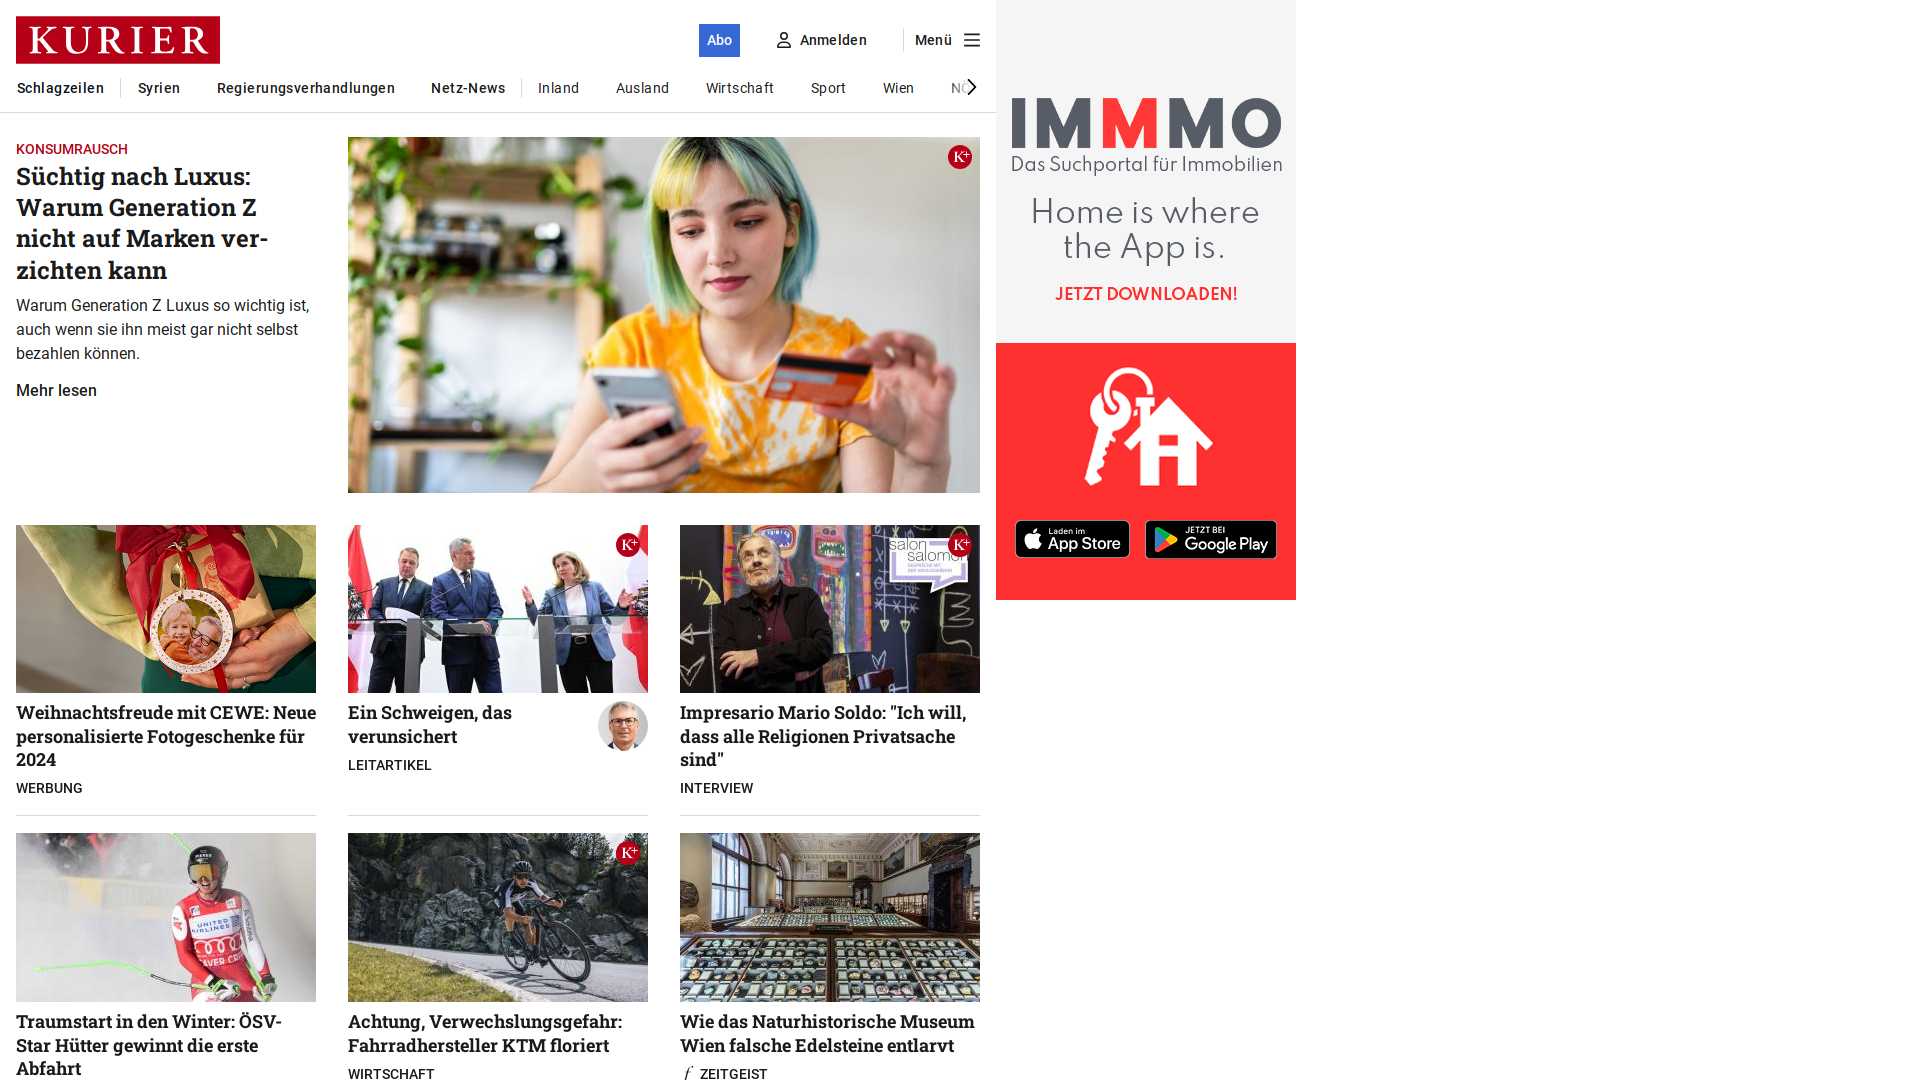 KURIER
Abo
Anmelden
Menü
Schlagzeilen
Syrien
Regierungsverhandlungen
Netz-News
Inland
Ausland
Wirtschaft
Sport
Wien
KONSUMRAUSCH
Süchtig nach Luxus:
Warum Generation Z
nicht auf Marken ver-
zichten kann
Warum Generation Z Luxus so wichtig ist,
auch wenn sie ihn meist gar nicht selbst
bezahlen können.
Mehr lesen
K+
IMMMO
Das Suchportal für Immobilien
Home is where
the App is.
JETZT DOWNLOADEN!
Laden im
App Store
JETZT BEI
Google Play
K+
salon
salomon
K+
Weihnachtsfreude mit CEWE: Neue
personalisierte Fotogeschenke für
2024
WERBUNG
Ein Schweigen, das
verunsichert
LEITARTIKEL
Impresario Mario Soldo: "Ich will,
dass alle Religionen Privatsache
sind"
INTERVIEW
UNITED
AIRLINES
K+
Traumstart in den Winter: ÖSV-
Star Hütter gewinnt die erste
Abfahrt
Achtung, Verwechslungsgefahr:
Fahrradhersteller KTM floriert
WIRTSCHAFT
Wie das Naturhistorische Museum
Wien falsche Edelsteine entlarvt
f ZEITGEIST